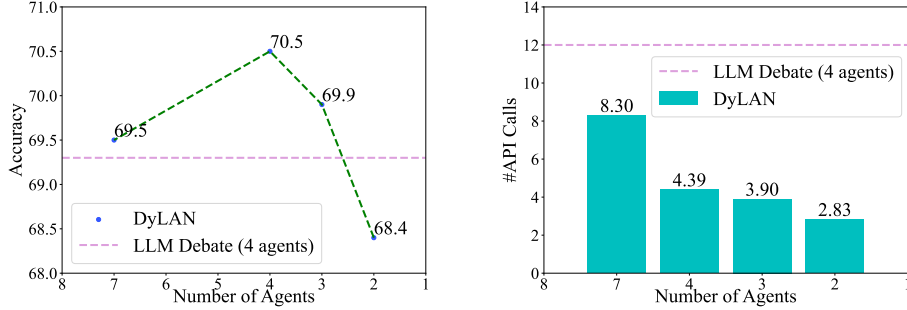 71.0
70.5
70.0
69.5
69.0
68.5
68.0
Accuracy
70.5
69.9
69.5
68.4
DyLAN
LLM Debate (4 agents)
8 7 6 5 4 3 2 1
Number of Agents
14
12
10
8
6
4
2
0
#API Calls
LLM Debate (4 agents)
DyLAN
8.30
4.39
3.90
2.83
8 7 4 3 2 1
Number of Agents